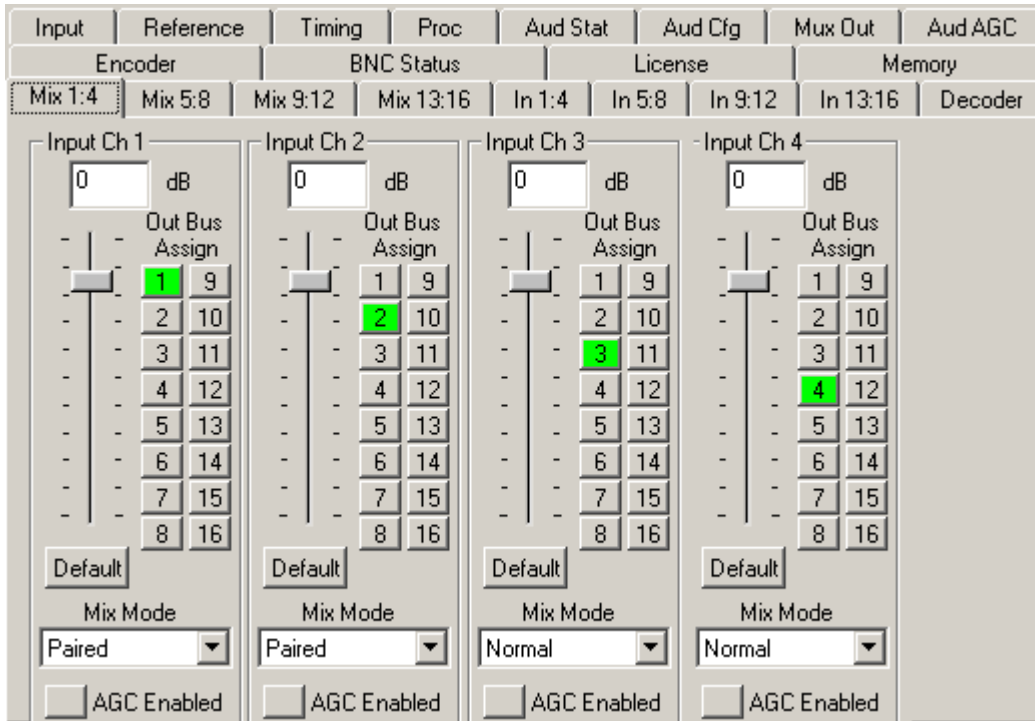 Input Reference Timing Proc Aud Stat Aud Cfg Mux Out Aud AGC
Encoder BNC Status License Memory
Mix 1:4 Mix 5:8 Mix 9:12 Mix 13:16 In 1:4 In 5:8 In 9:12 In 13:16 Decoder
Input Ch 1 Input Ch 2 Input Ch 3 Input Ch 4
0 dB 0 dB 0 dB 0 dB
Out Bus Out Bus Out Bus Out Bus
Assign Assign Assign Assign
1 9 1 9 1 9 1 9
2 10 2 10 2 10 2 10
3 11 3 11 3 11 3 11
4 12 4 12 4 12 4 12
5 13 5 13 5 13 5 13
6 14 6 14 6 14 6 14
7 15 7 15 7 15 7 15
8 16 8 16 8 16 8 16
Default Default Default Default
Mix Mode Mix Mode Mix Mode Mix Mode
Paired Paired Normal Normal
AGC Enabled AGC Enabled AGC Enabled AGC Enabled